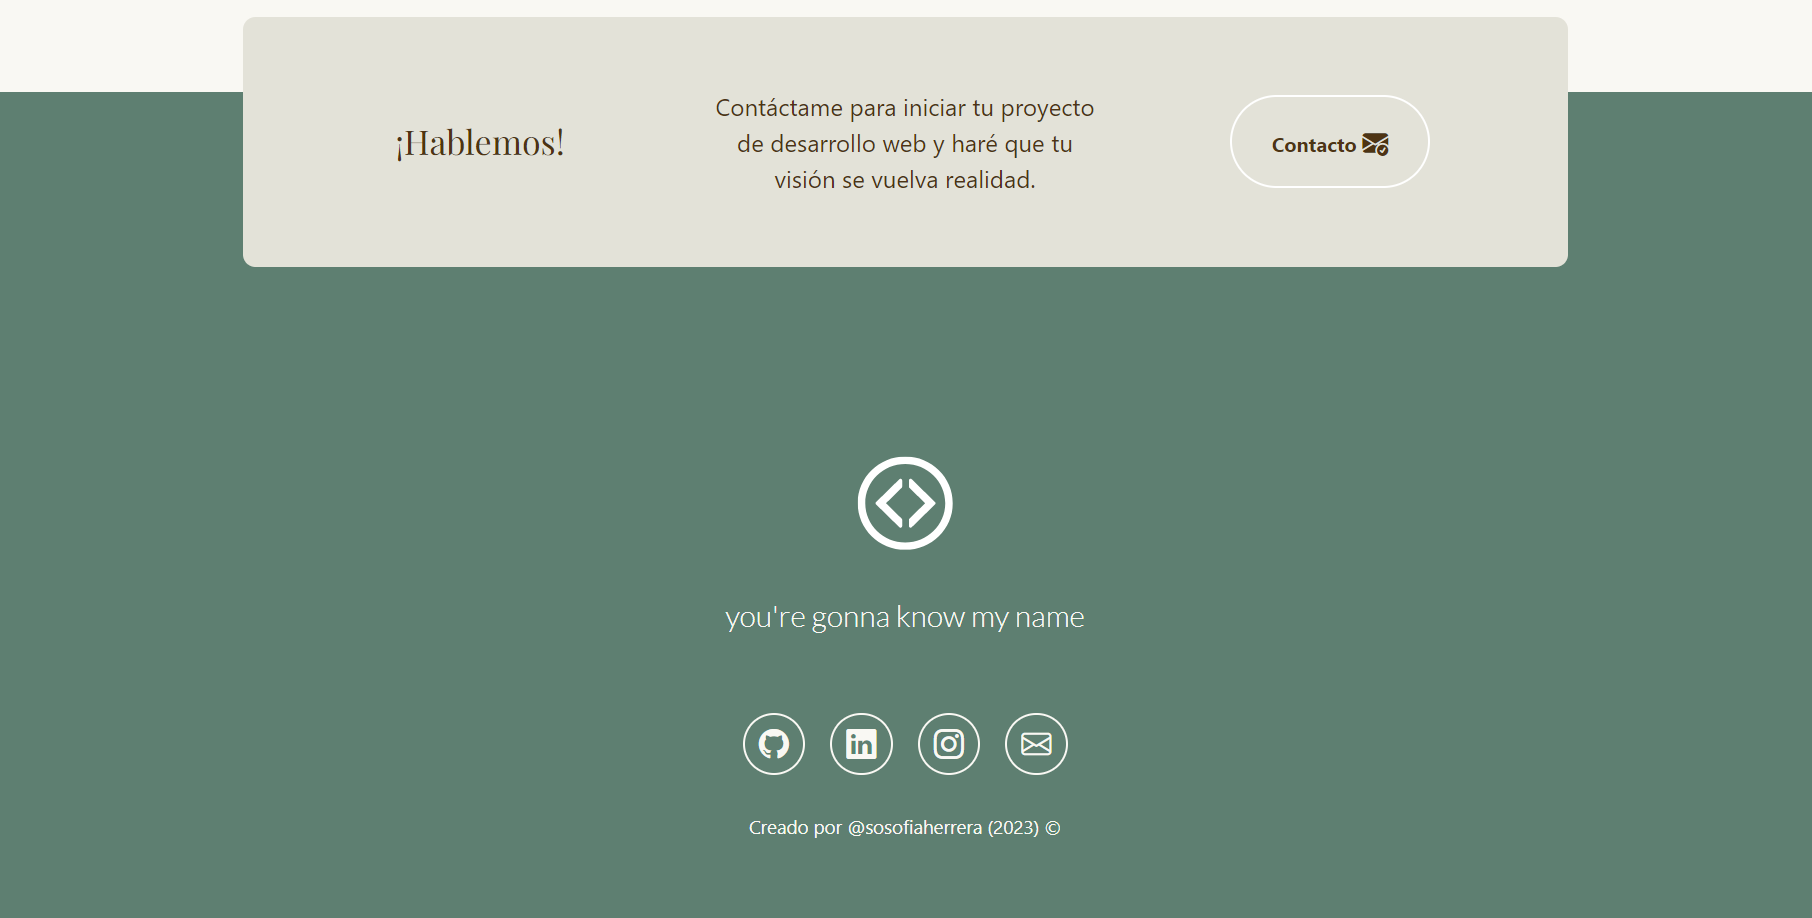 ¡Hablemos!
Contáctame para iniciar tu proyecto
de desarrollo web y haré que tu
visión se vuelva realidad.
Contacto
you're gonna know my name
in
Creado por @sosofiaherrera (2023) ©